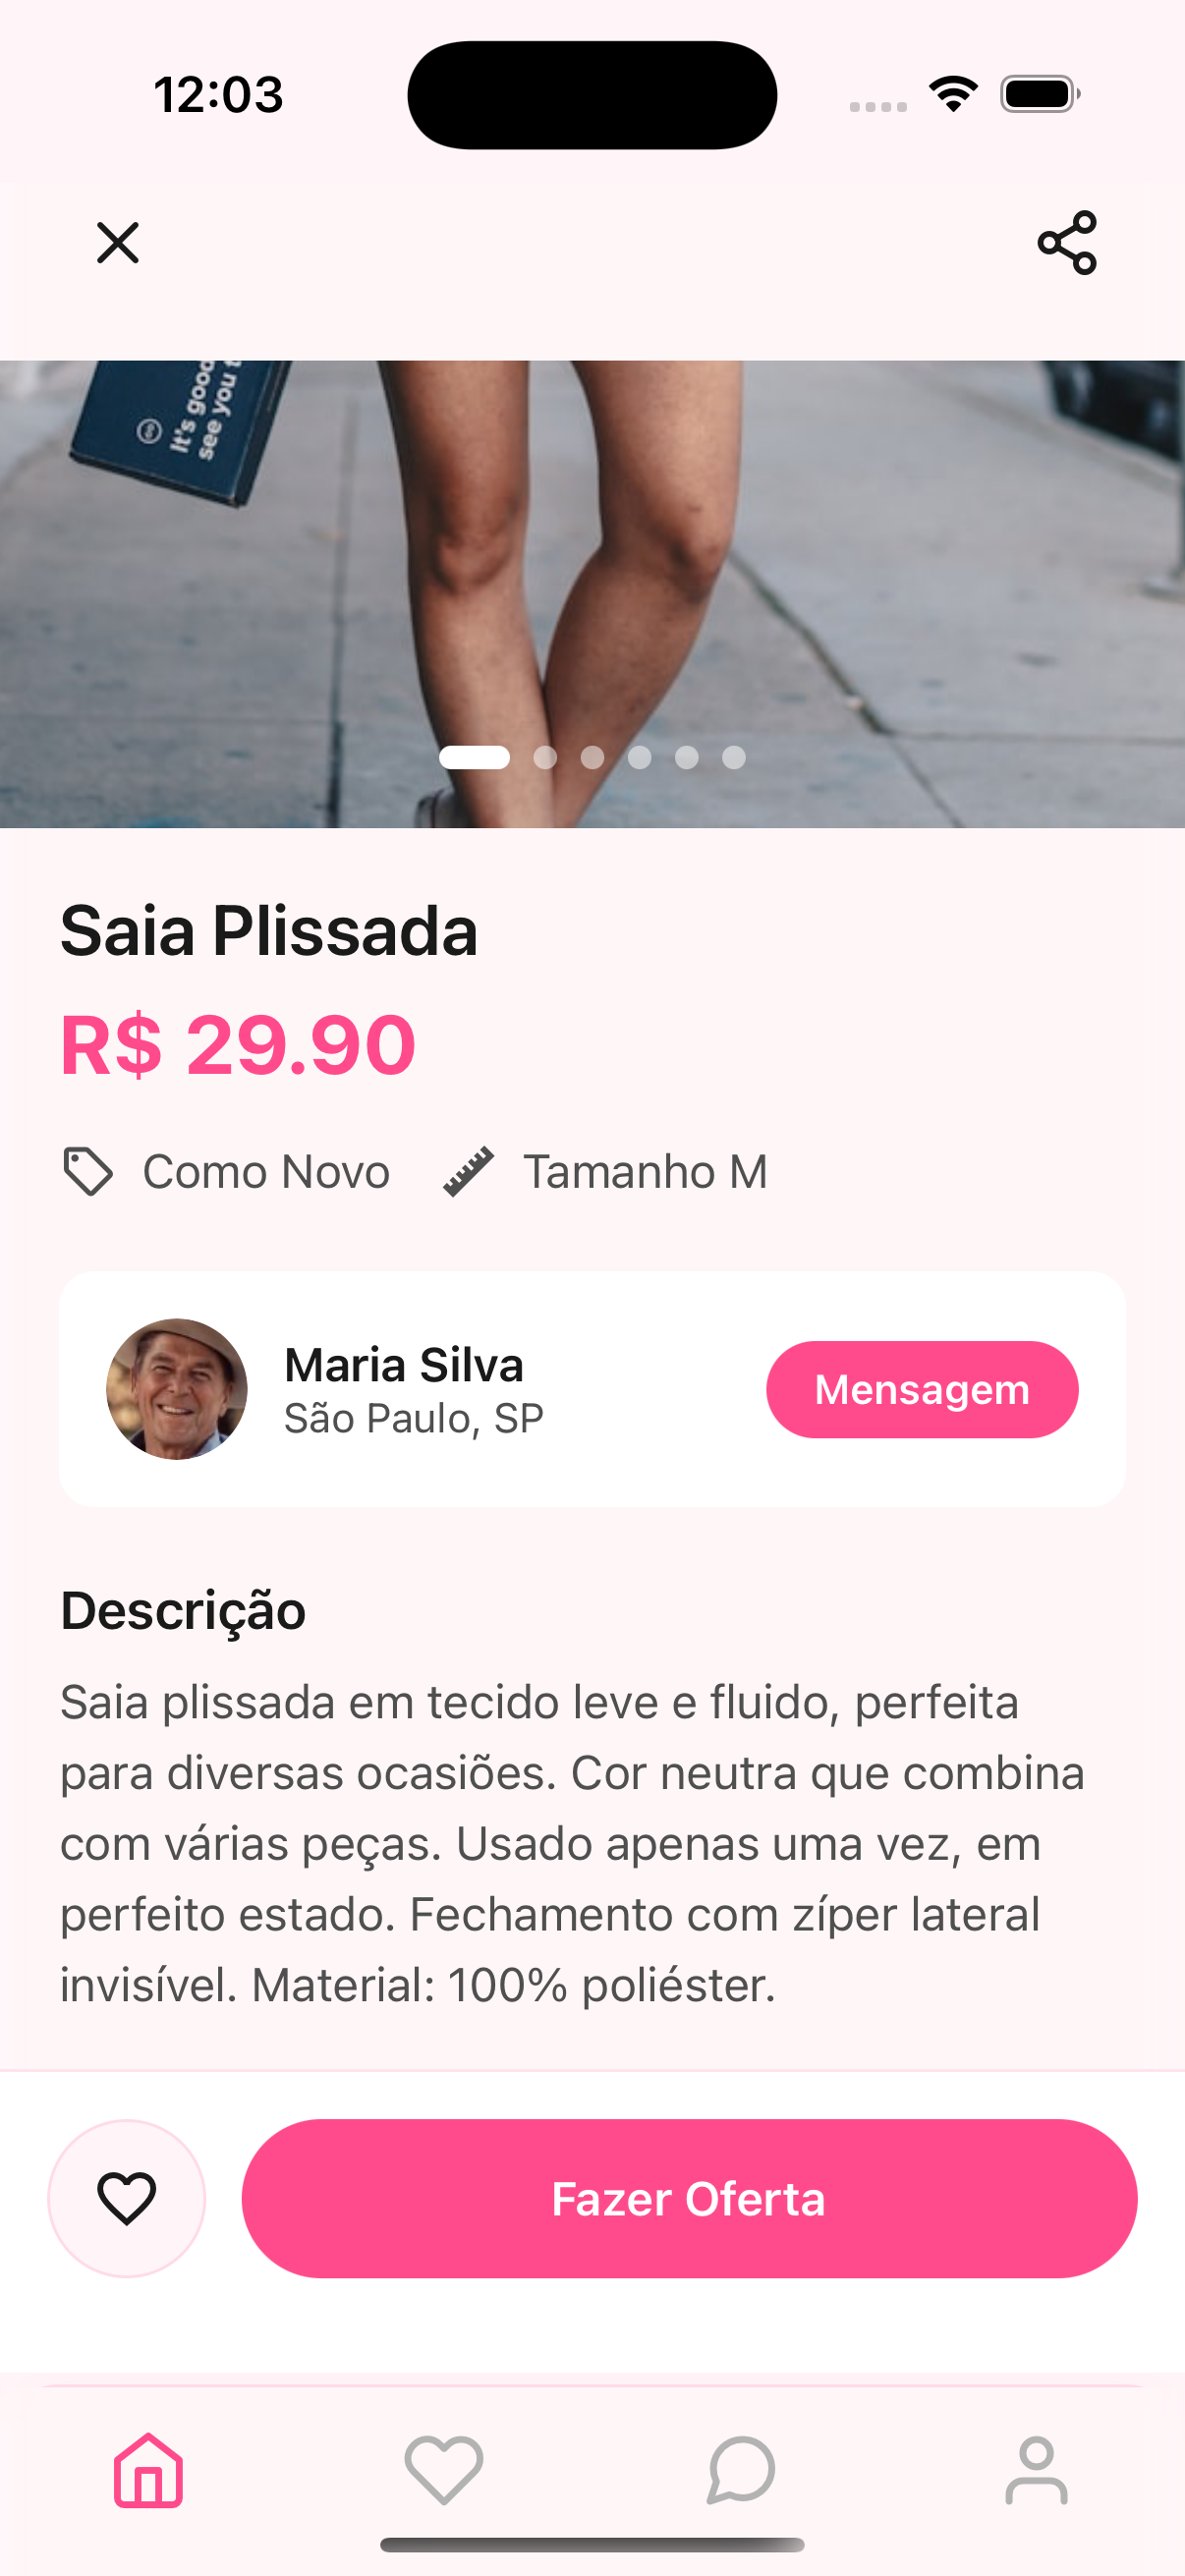 12:03
It's good
see you t
Saia Plissada
R$ 29.90
Como Novo
Tamanho M
Maria Silva
São Paulo, SP
Mensagem
Descrição
Saia plissada em tecido leve e fluido, perfeita
para diversas ocasiões. Cor neutra que combina
com várias peças. Usado apenas uma vez, em
perfeito estado. Fechamento com zíper lateral
invisível. Material: 100% poliéster.
Fazer Oferta